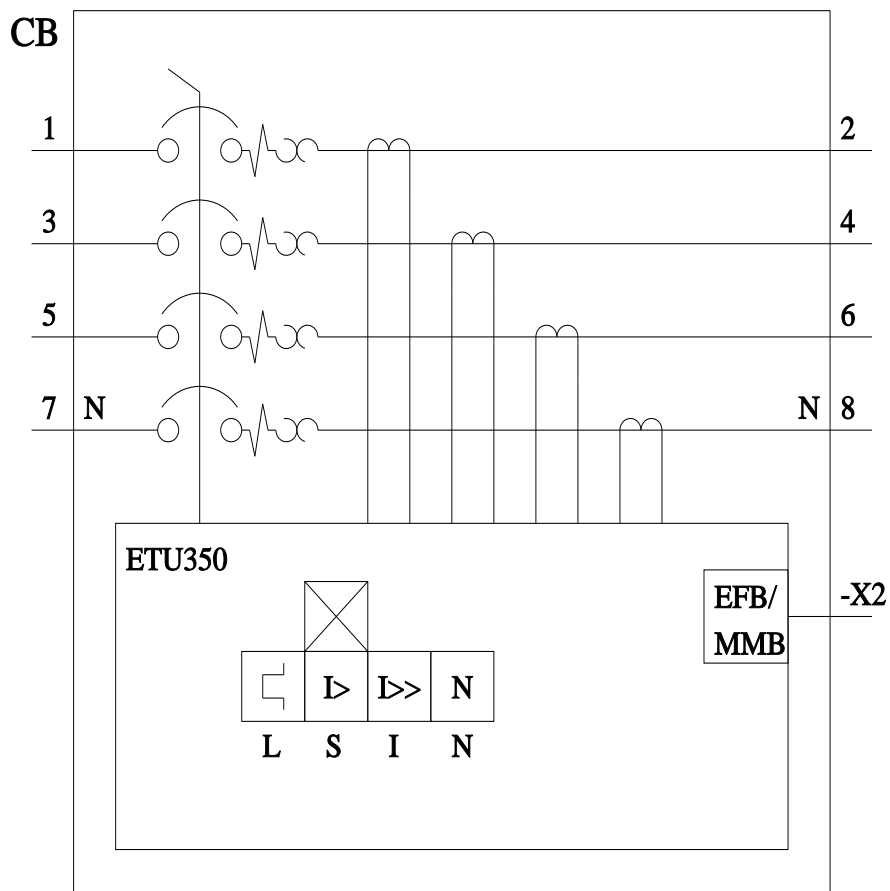 CB
1
2
3
4
5
6
7 N
N 8
ETU350
EFB/
MMB
-X2
I> I>> N
L S I N